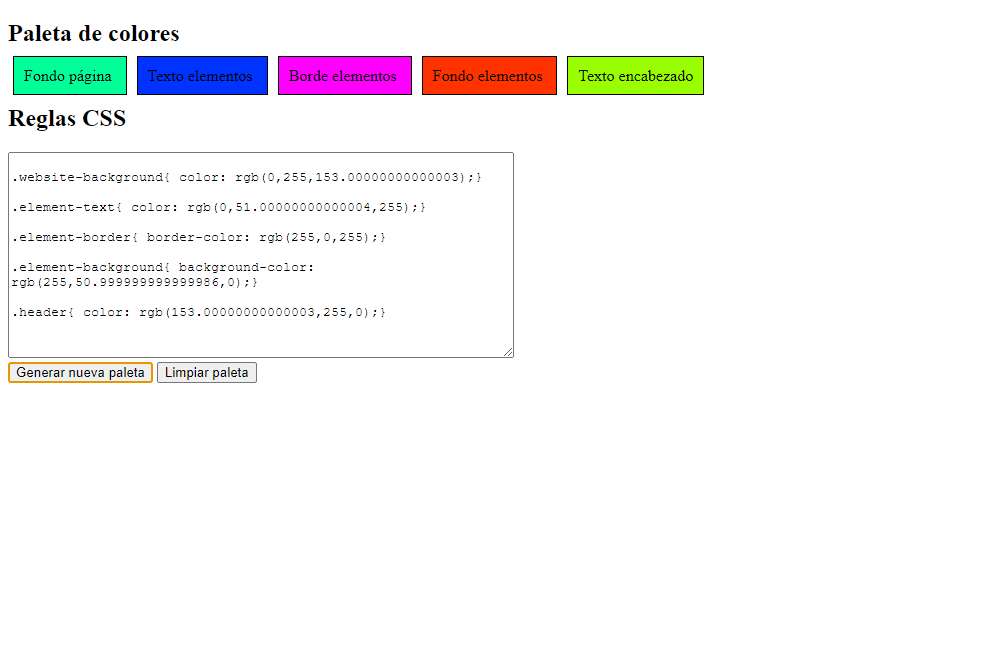 Paleta de colores
Fondo página Texto elementos Borde elementos Fondo elementos Texto encabezado
Reglas CSS
.website-background{ color: rgb(0,255,153.00000000000003);}
.element-text{ color: rgb(0,51.00000000000004,255);}
.element-border{ border-color: rgb(255,0,255);}
.element-background{ background-color:
rgb(255,50.999999999999986,0);}
.header{ color: rgb(153.00000000000003,255,0);}
Generar nueva paleta Limpiar paleta